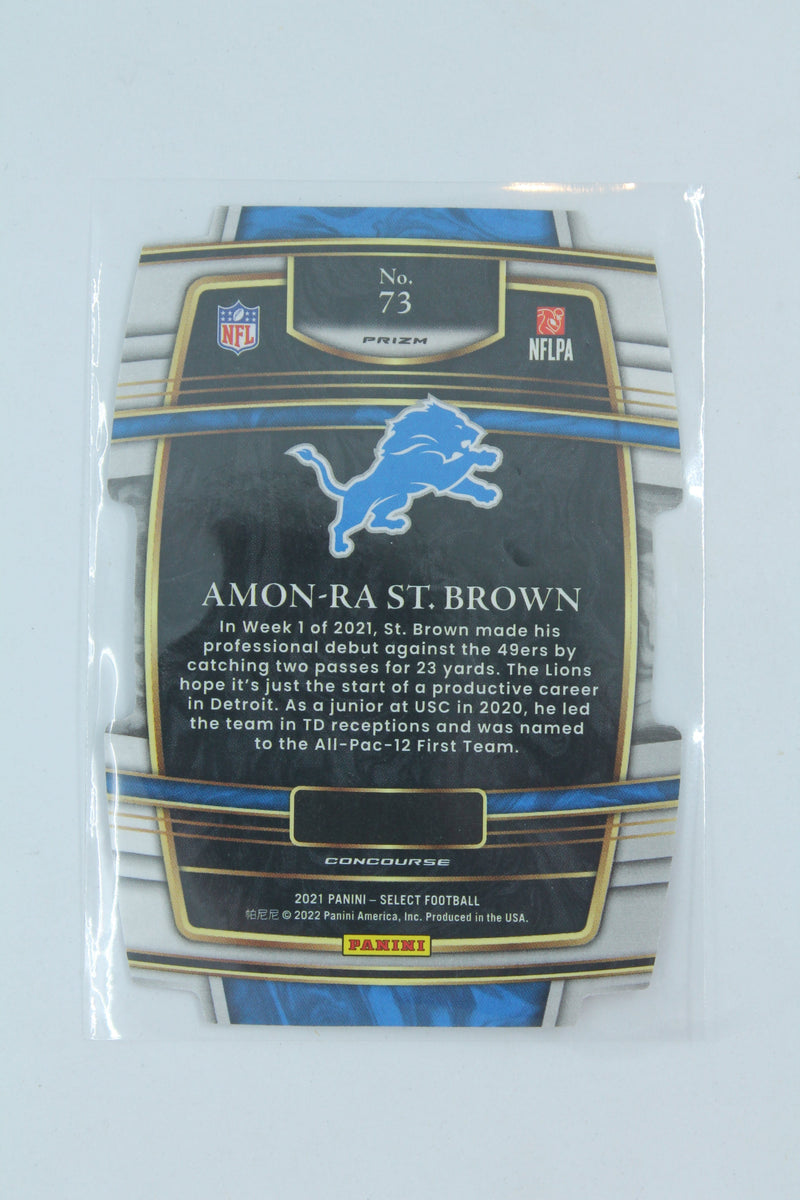 No.
73
PRIZM
NFL
NFLPA
AMON-RA ST. BROWN
In Week 1 of 2021, St. Brown made his
professional debut against the 49ers by
catching two passes for 23 yards. The Lions
hope it's just the start of a productive career
in Detroit. As a junior at USC in 2020, he led
the team in TD receptions and was named
to the All-Pac-12 First Team.
CONCOURSE
2021 PANINI – SELECT FOOTBALL
帕尼尼 © 2022 Panini America, Inc. Produced in the USA.
PANINI